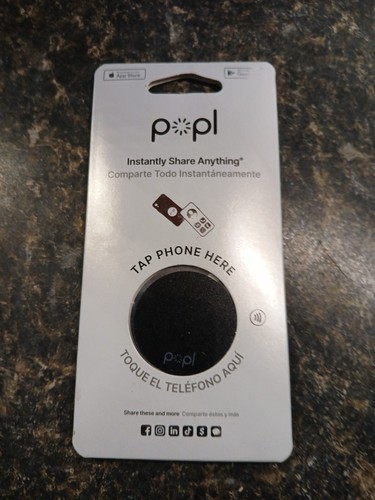 App Store
popl
Instantly Share Anything®
Comparte Todo Instantáneamente
TAP PHONE HERE
popl
TOQUE EL TELÉFONO AQUÍ
Share these and more Comparte éstos y más